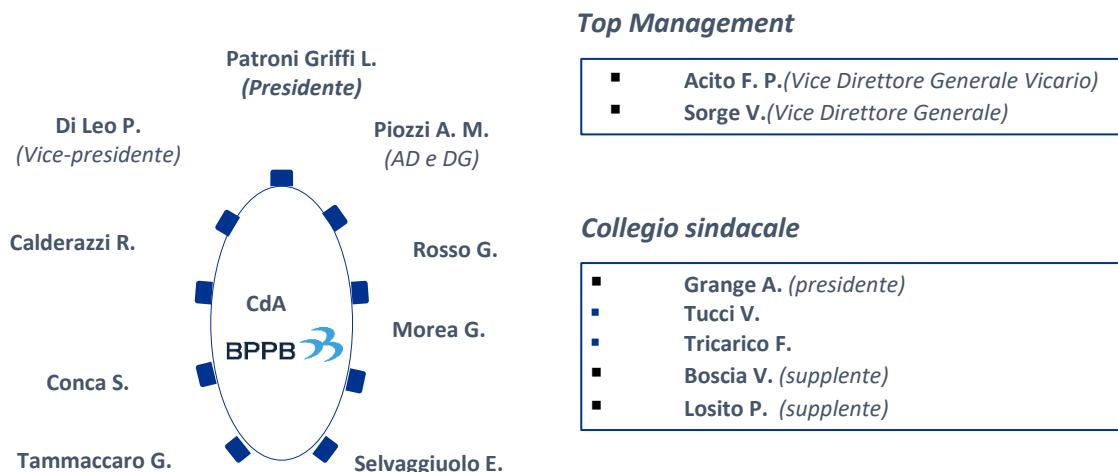 Top Management
Patroni Griffi L.
(Presidente)
Acito F. P.(Vice Direttore Generale Vicario)
Sorge V.(Vice Direttore Generale)
Di Leo P.
(Vice-presidente)
Piozzi A. M.
(AD e DG)
Calderazzi R.
Rosso G.
CdA
BPPB
Morea G.
Conca S.
Tammaccaro G.
Selvaggiuolo E.
Collegio sindacale
Grange A. (presidente)
Tucci V.
Tricarico F.
Boscia V. (supplente)
Losito P. (supplente)